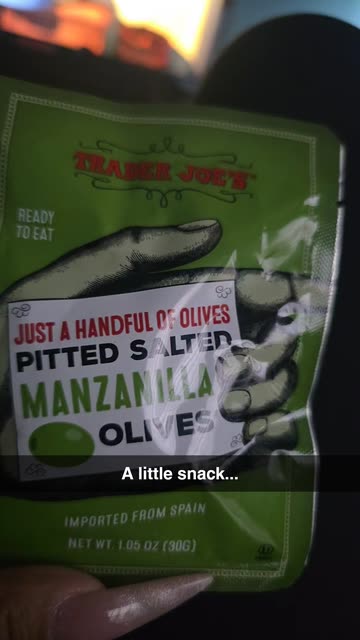 TRADER JOE'S
READY
TO EAT
JUST A HANDFUL OF OLIVES
PITTED SALTED
MANZANILLA
OLIVES
A little snack...
IMPORTED FROM SPAIN
NET WT. 1.05 OZ (30G)